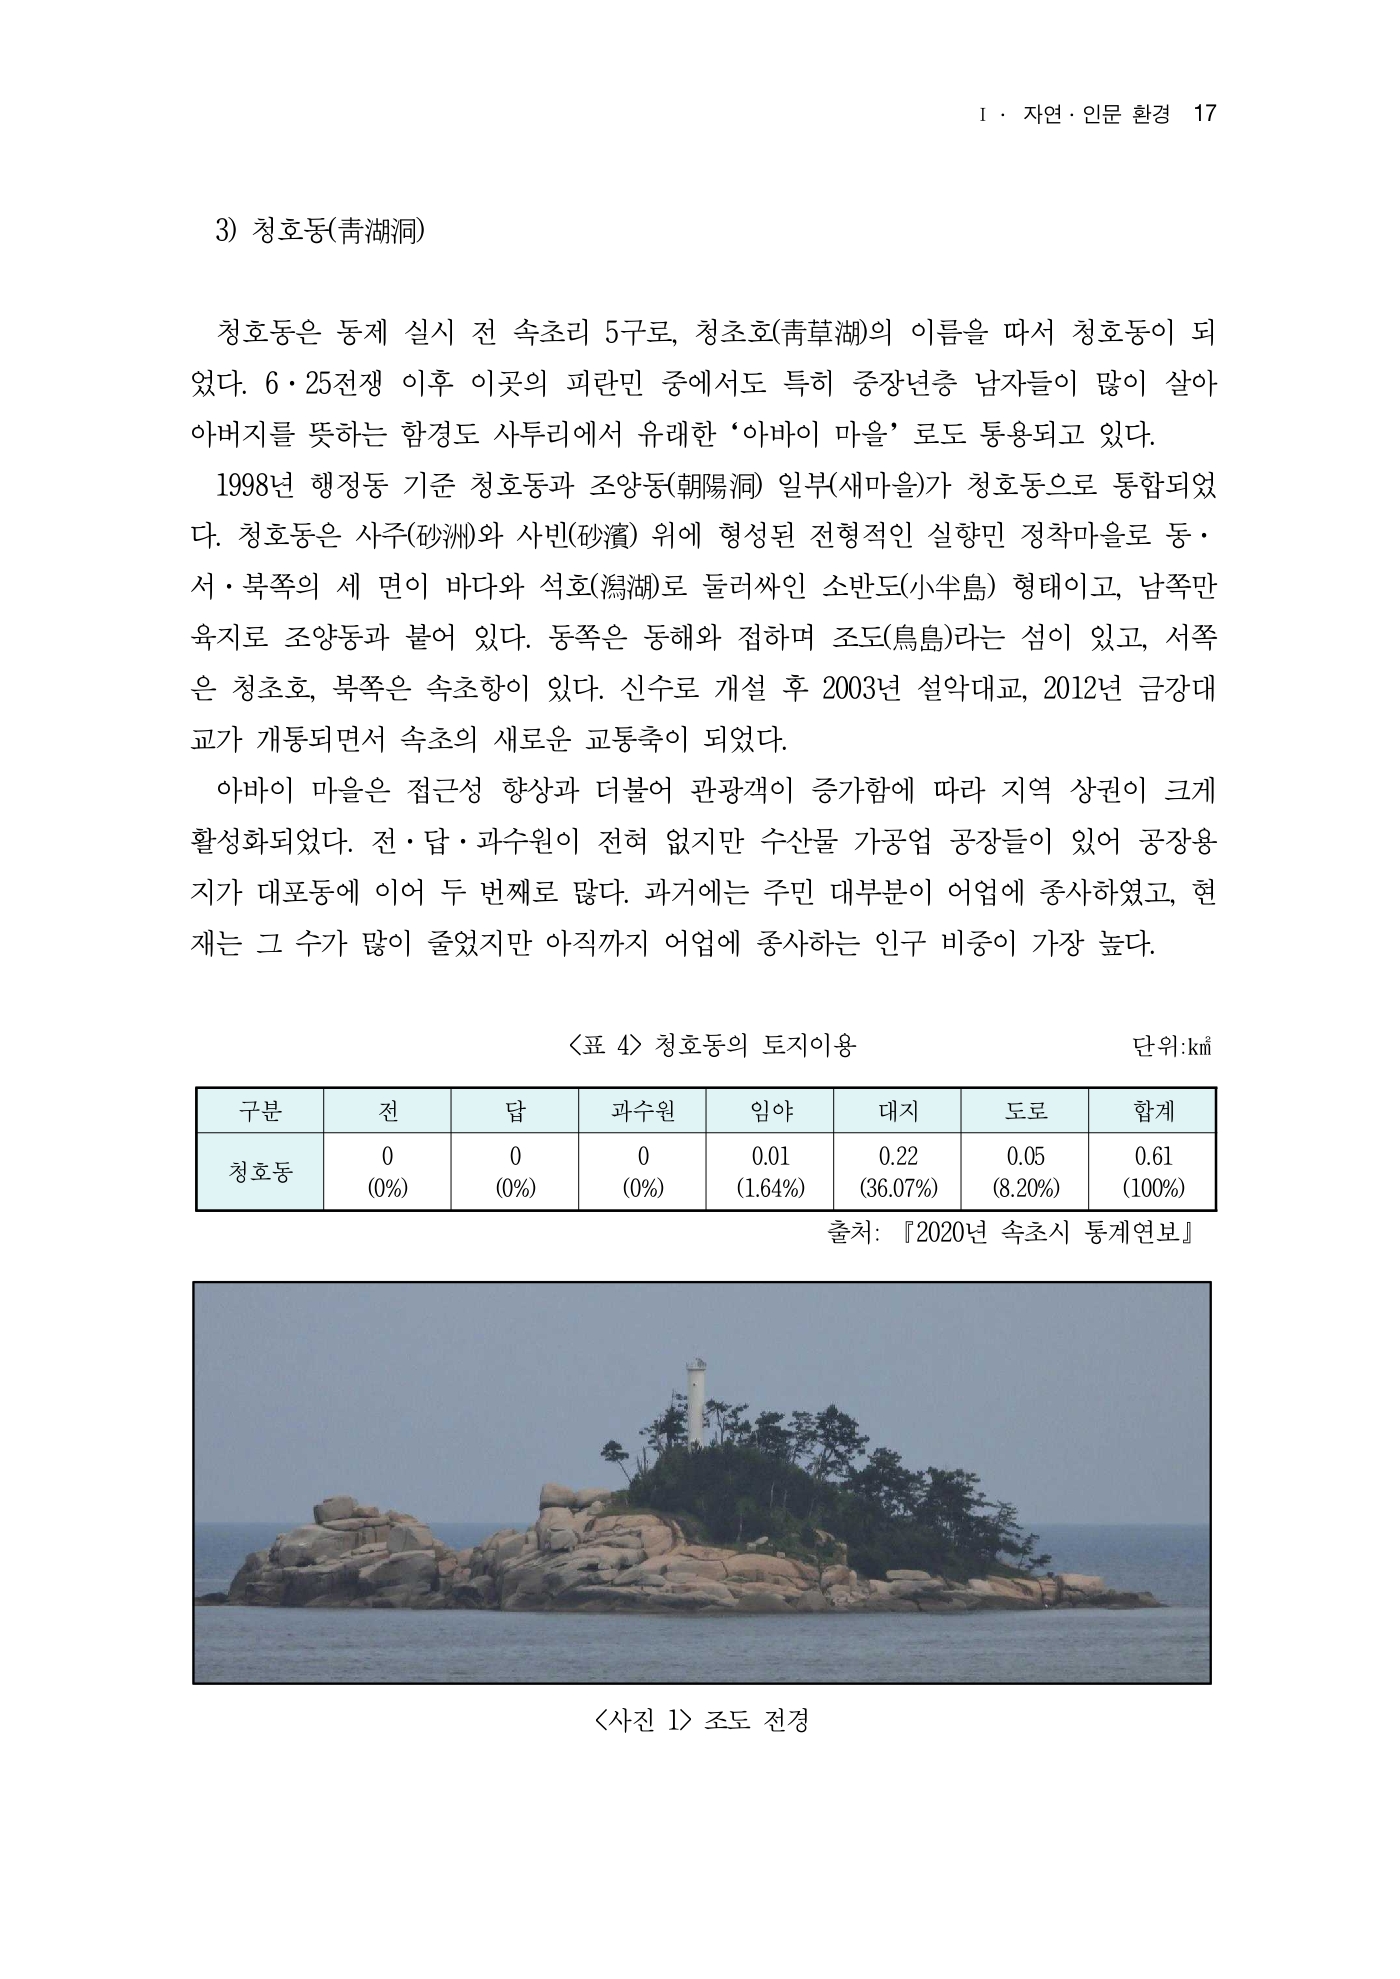 I · 자연·인문 환경 17
3) 청호동(靑湖洞)
청호동은 동제 실시 전 속초리 5구로, 청초호(靑草湖)의 이름을 따서 청호동이 되
었다. 6·25전쟁 이후 이곳의 피란민 중에서도 특히 중장년층 남자들이 많이 살아
아버지를 뜻하는 함경도 사투리에서 유래한 ‘아바이 마을’로도 통용되고 있다.
1998년 행정동 기준 청호동과 조양동(朝陽洞) 일부(새마을)가 청호동으로 통합되었
다. 청호동은 사주(砂洲)와 사빈(砂濱) 위에 형성된 전형적인 실향민 정착마을로 동·
서·북쪽의 세 면이 바다와 석호(潟湖)로 둘러싸인 소반도(小半島) 형태이고, 남쪽만
육지로 조양동과 붙어 있다. 동쪽은 동해와 접하며 조도(鳥島)라는 섬이 있고, 서쪽
은 청초호, 북쪽은 속초항이 있다. 신수로 개설 후 2003년 설악대교, 2012년 금강대
교가 개통되면서 속초의 새로운 교통축이 되었다.
아바이 마을은 접근성 향상과 더불어 관광객이 증가함에 따라 지역 상권이 크게
활성화되었다. 전·답·과수원이 전혀 없지만 수산물 가공업 공장들이 있어 공장용
지가 대포동에 이어 두 번째로 많다. 과거에는 주민 대부분이 어업에 종사하였고, 현
재는 그 수가 많이 줄었지만 아직까지 어업에 종사하는 인구 비중이 가장 높다.
<표 4> 청호동의 토지이용 단위:㎢
구분 전 답 과수원 임야 대지 도로 합계
청호동 0 0 0 0.01 0.22 0.05 0.61
(0%) (0%) (0%) (1.64%) (36.07%) (8.20%) (100%)
출처: 『2020년 속초시 통계연보』
<사진 1> 조도 전경